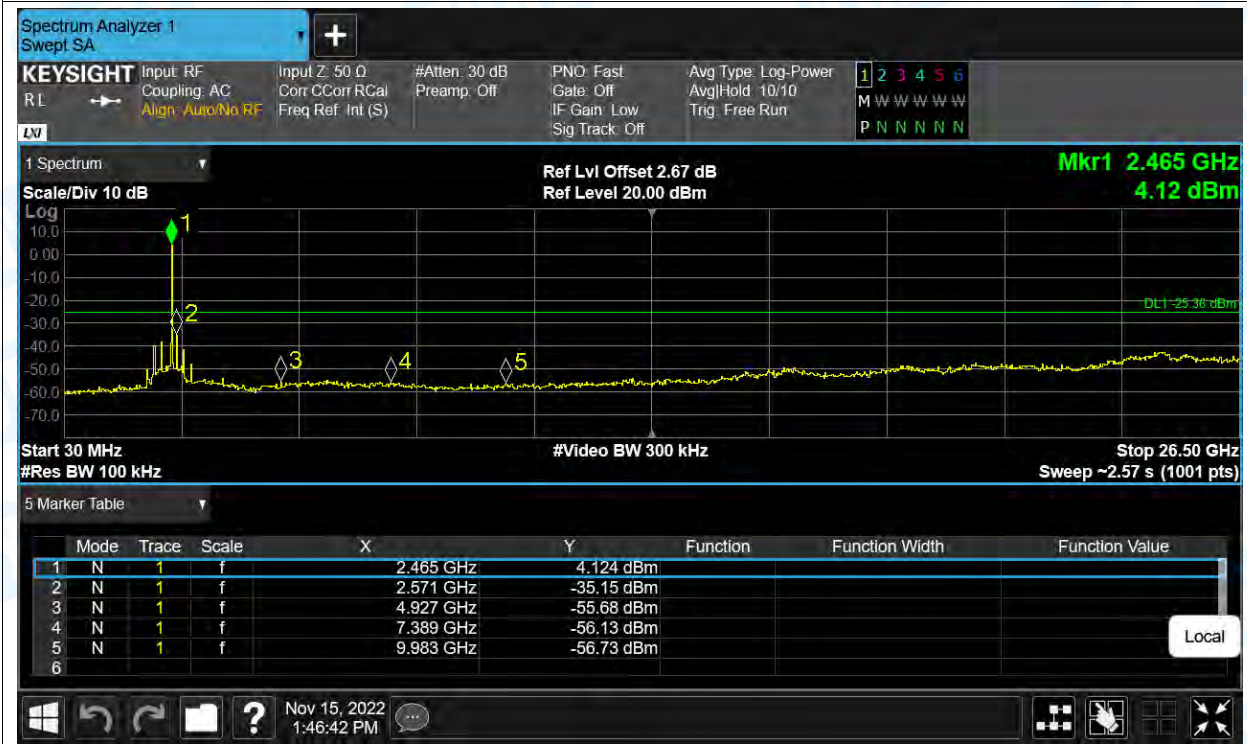 Spectrum Analyzer 1
Swept SA
+
KEYSIGHT Input: RF Input Z: 50 Ω #Atten: 30 dB PNO: Fast Avg Type: Log-Power 1 2 3 4 5 6
RL Coupling: AC Corr CCorr RCal Preamp: Off Gate: Off Avg|Hold: 10/10 M W W W W W W
Align: Auto/No RF Freq Ref: Int (S) IF Gain: Low Trig: Free Run
LXI Sig Track: Off P N N N N N N
1 Spectrum Ref Lvl Offset 2.67 dB Mkr1 2.465 GHz
Scale/Div 10 dB Ref Level 20.00 dBm 4.12 dBm
Log
10.0 1
0.00
-10.0
-20.0 DL1 -25.36 dBm
-30.0 2
-40.0
-50.0 3 4 5
-60.0
-70.0
Start 30 MHz #Video BW 300 kHz Stop 26.50 GHz
#Res BW 100 kHz Sweep ~2.57 s (1001 pts)
5 Marker Table
Mode Trace Scale X Y Function Function Width Function Value
1 N 1 f 2.465 GHz 4.124 dBm
2 N 1 f 2.571 GHz -35.15 dBm
3 N 1 f 4.927 GHz -55.68 dBm
4 N 1 f 7.389 GHz -56.13 dBm
5 N 1 f 9.983 GHz -56.73 dBm
6
Local
? Nov 15, 2022
1:46:42 PM